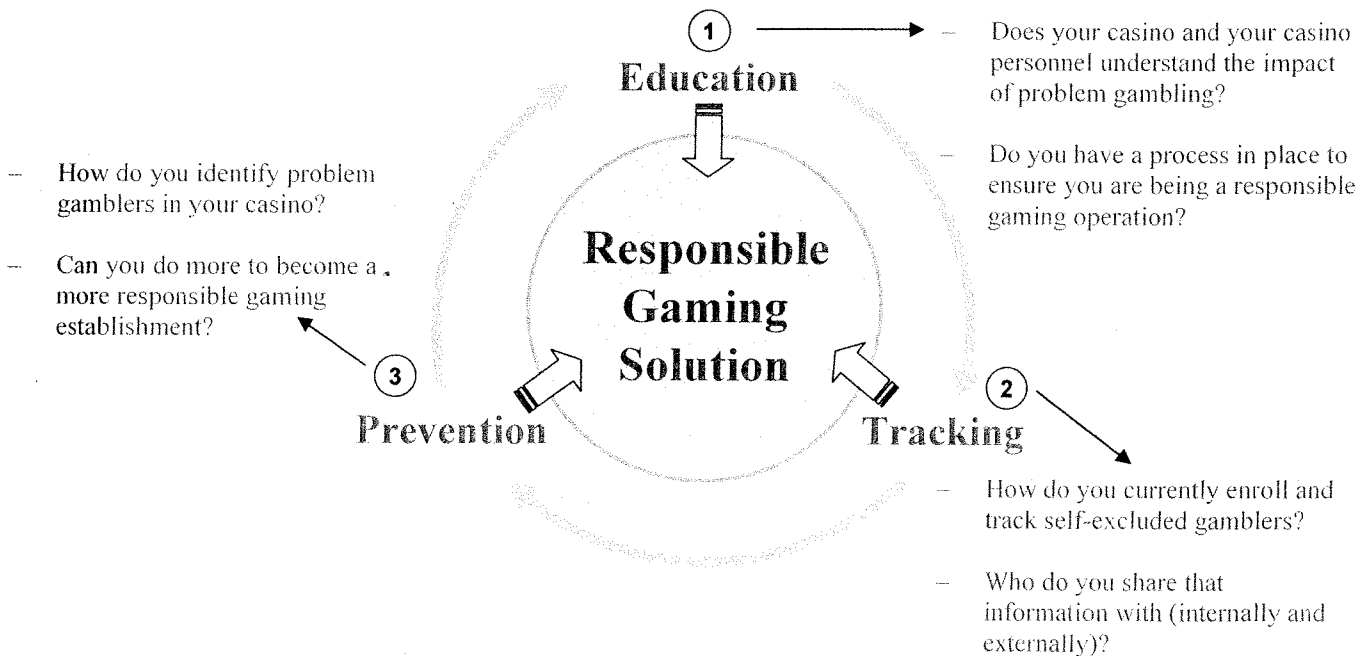 1
Education
– Does your casino and your casino
personnel understand the impact
of problem gambling?
– Do you have a process in place to
ensure you are being a responsible
gaming operation?
– How do you identify problem
gamblers in your casino?
– Can you do more to become a
more responsible gaming
establishment?
Responsible
Gaming
Solution
3
Prevention
2
Tracking
– How do you currently enroll and
track self-excluded gamblers?
– Who do you share that
information with (internally and
externally)?